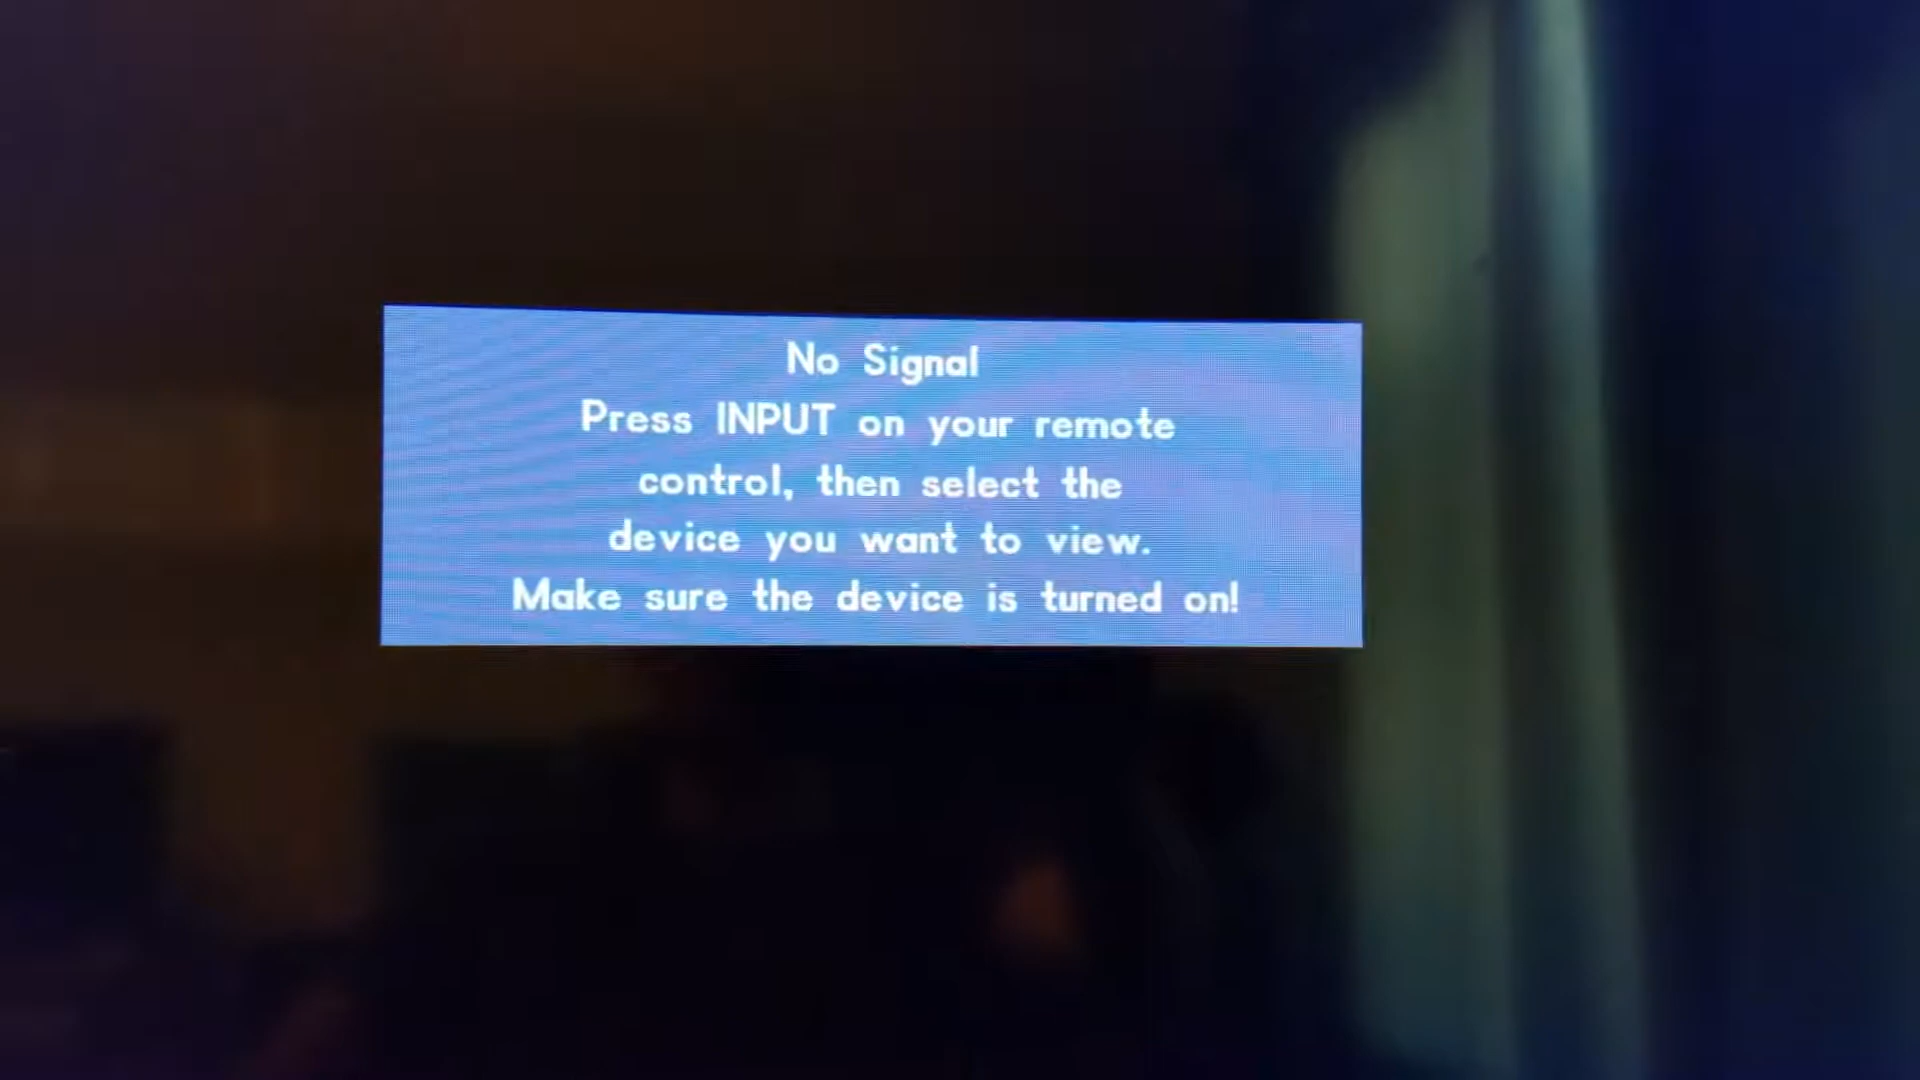 No Signal
Press INPUT on your remote
control, then select the
device you want to view.
Make sure the device is turned on!